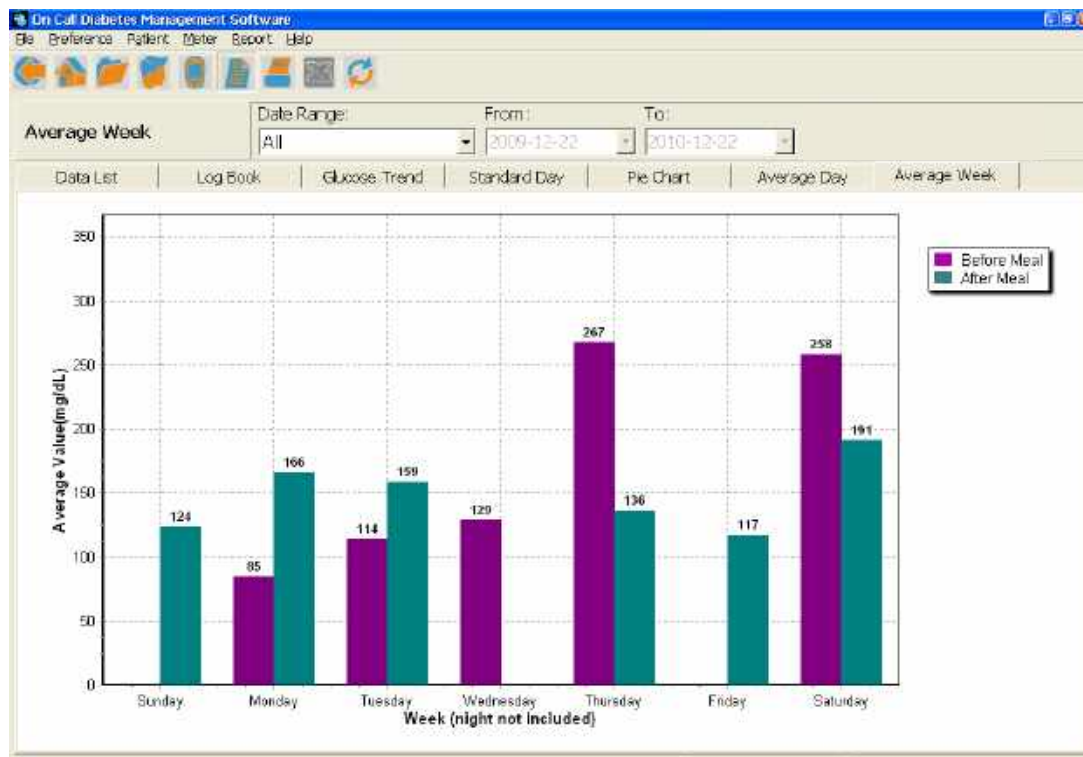 On Call Diabetes Management Software
File Preference Patient Meter Report Help
Date Range: From: To:
Average Week
All 2009-12-22 2010-12-22
Data List Log Book Glucose Trend Standard Day Pie Chart Average Day Average Week
350
300
250
200
150
100
50
0
Average Value(mg/dL)
124
85
166
114
159
129
267
136
117
258
191
Before Meal
After Meal
Sunday Monday Tuesday Wednesday Thursday Friday Saturday
Week (night not included)